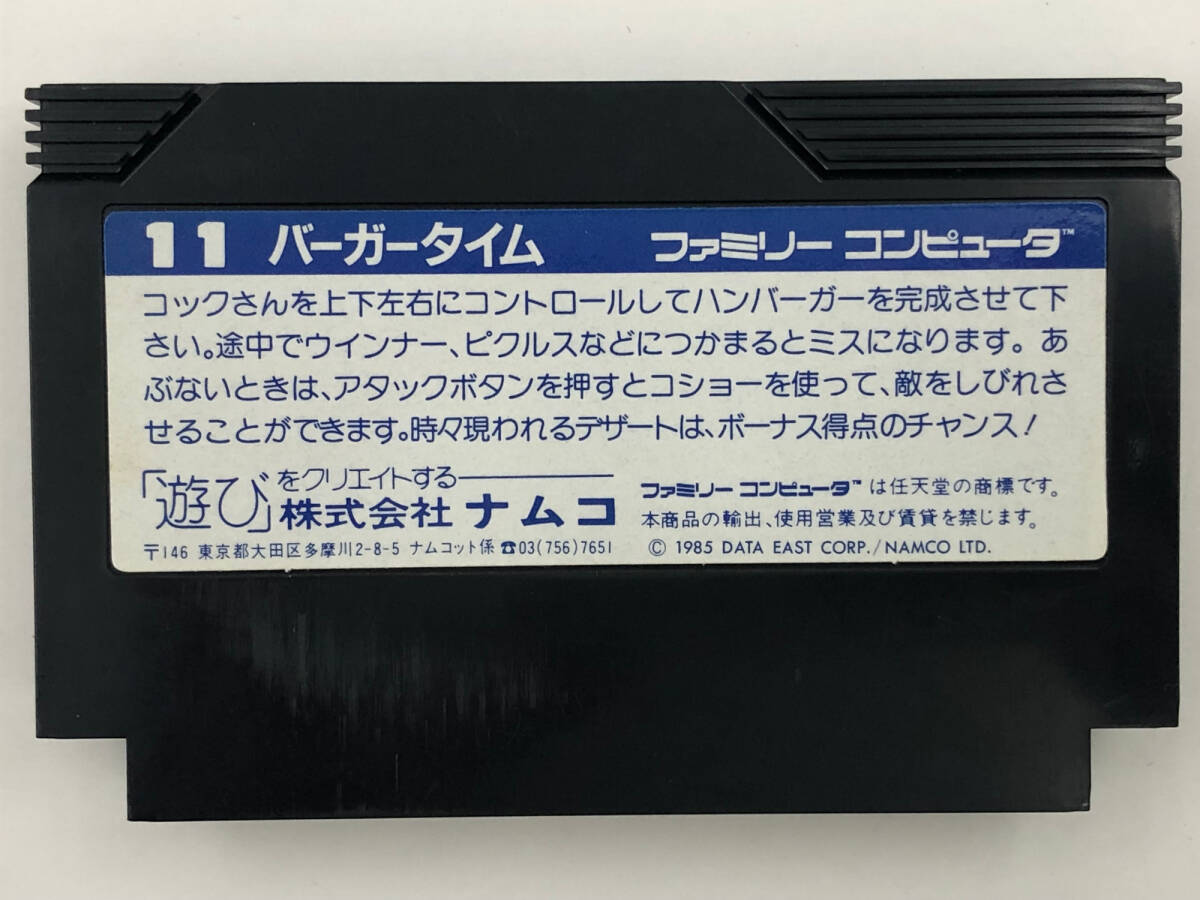 11 バーガータイム ファミリー コンピュータ™
コックさんを上下左右にコントロールしてハンバーガーを完成させて下
さい。途中でウインナー、ピクルスなどにつかまるとミスになります。あ
ぶないときは、アタックボタンを押すとコショーを使って、敵をしびれさ
せることができます。時々現われるデザートは、ボーナス得点のチャンス!
「遊び」をクリエイトする
株式会社 ナムコ
〒146 東京都大田区多摩川2-8-5 ナムコット係 ☎03(756)7651
ファミリー コンピュータ™ は任天堂の商標です。
本商品の輸出、使用営業及び賃貸を禁じます。
© 1985 DATA EAST CORP./NAMCO LTD.